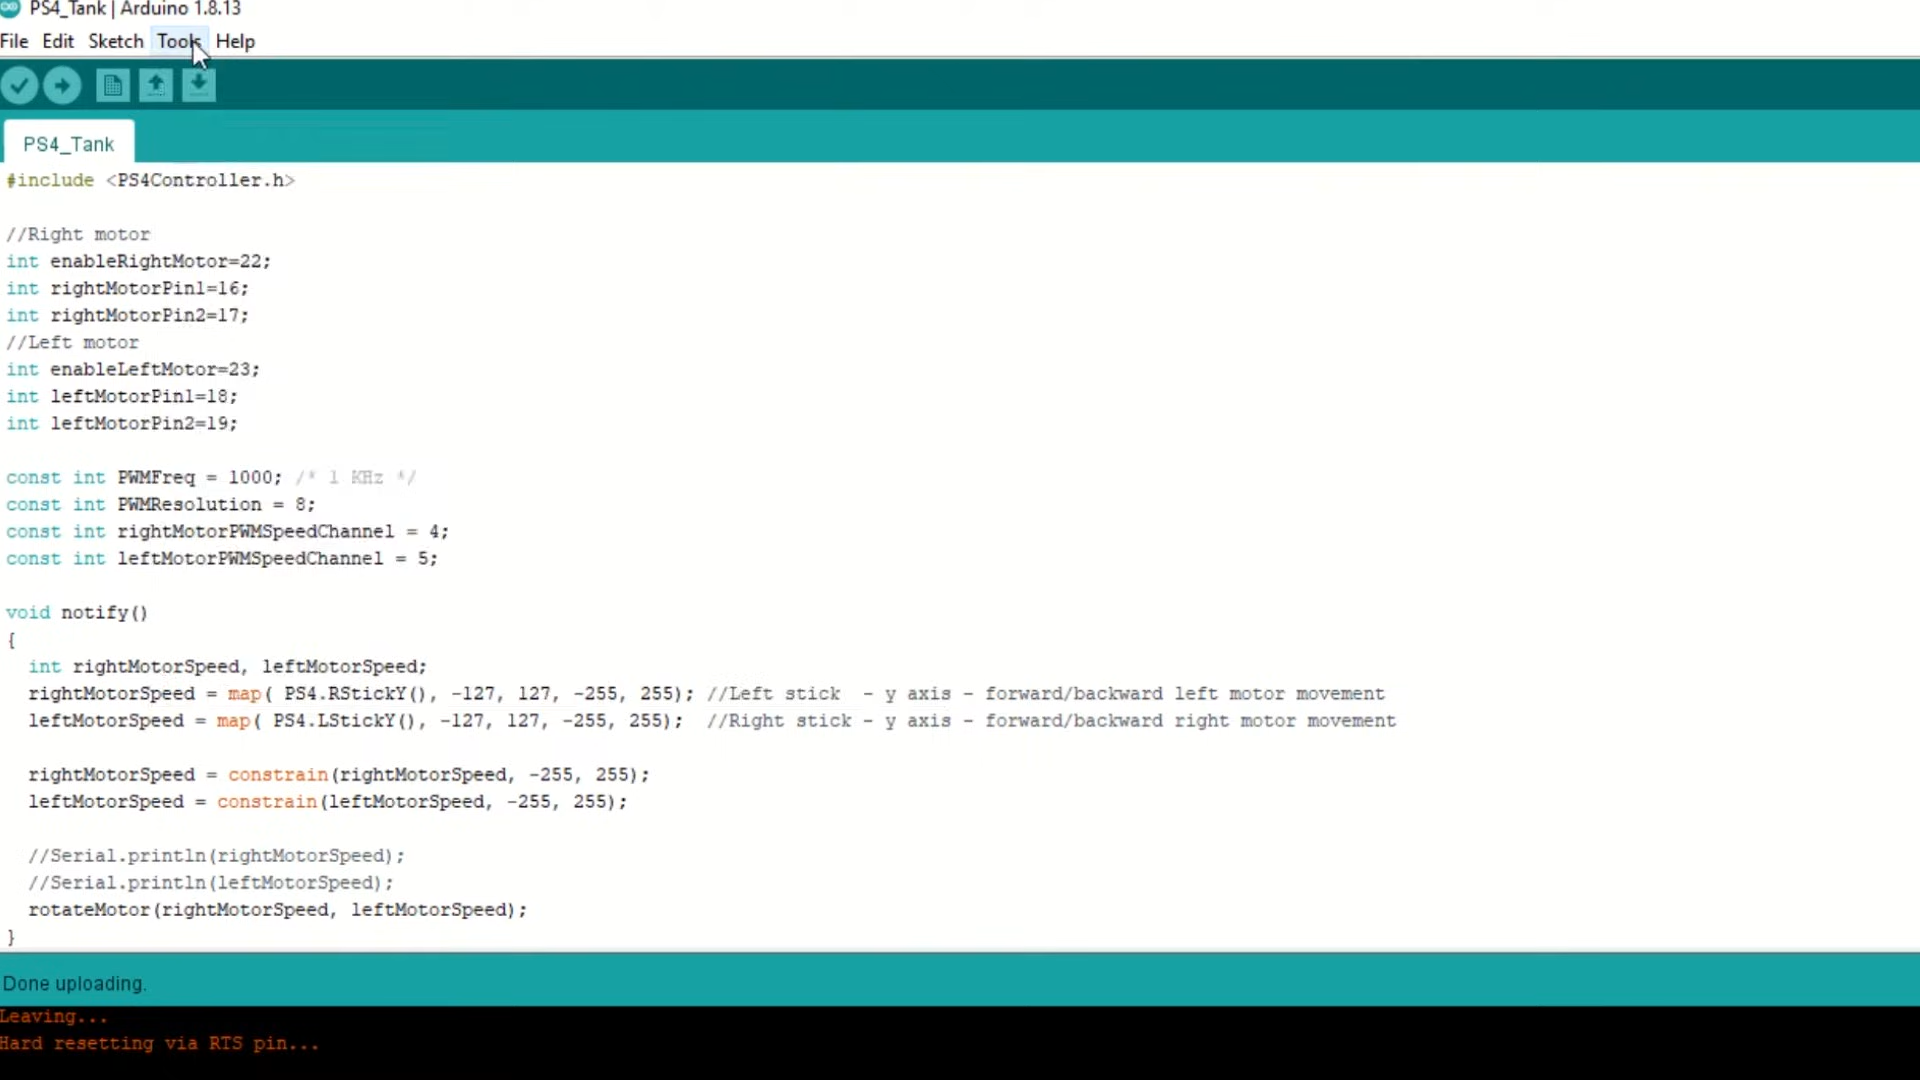 PS4_Tank | Arduino 1.8.13
File Edit Sketch Tools Help
PS4_Tank
#include <PS4Controller.h>
//Right motor
int enableRightMotor=22;
int rightMotorPin1=16;
int rightMotorPin2=17;
//Left motor
int enableLeftMotor=23;
int leftMotorPin1=18;
int leftMotorPin2=19;
const int PWMFreq = 1000; /* 1 KHz */
const int PWMResolution = 8;
const int rightMotorPWMSpeedChannel = 4;
const int leftMotorPWMSpeedChannel = 5;
void notify()
{
int rightMotorSpeed, leftMotorSpeed;
rightMotorSpeed = map( PS4.RStickY(), -127, 127, -255, 255); //Left stick  - y axis - forward/backward left motor movement
leftMotorSpeed = map( PS4.LStickY(), -127, 127, -255, 255);  //Right stick - y axis - forward/backward right motor movement
rightMotorSpeed = constrain(rightMotorSpeed, -255, 255);
leftMotorSpeed = constrain(leftMotorSpeed, -255, 255);
//Serial.println(rightMotorSpeed);
//Serial.println(leftMotorSpeed);
rotateMotor(rightMotorSpeed, leftMotorSpeed);
}
Done uploading.
Leaving...
Hard resetting via RTS pin...